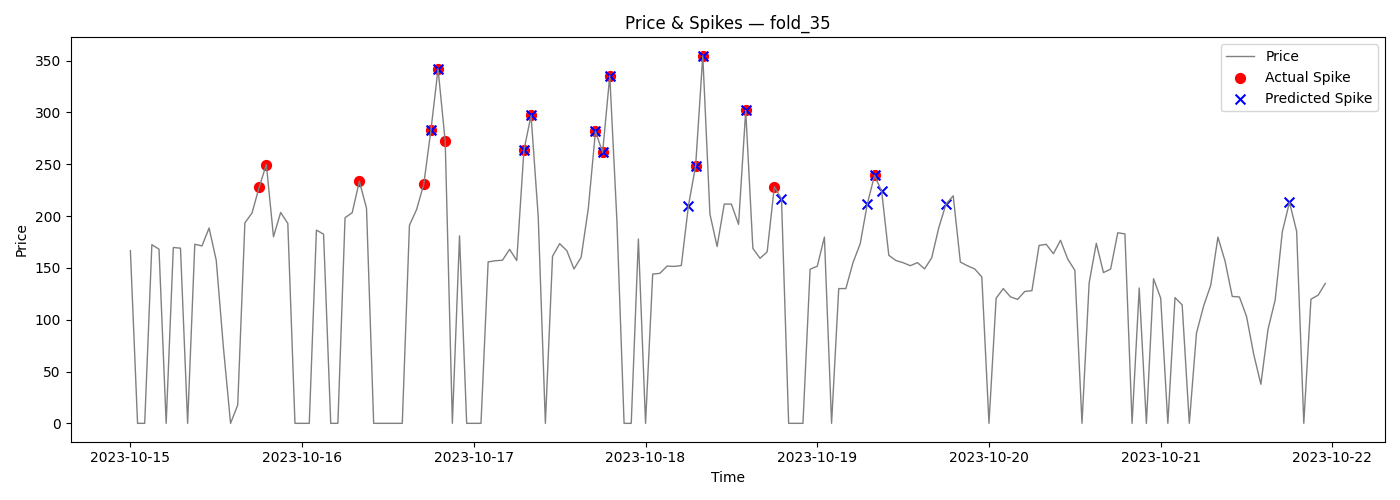 Price & Spikes — fold_35
Price
Actual Spike
Predicted Spike
350
300
250
200
150
100
50
0
Price
2023-10-15
2023-10-16
2023-10-17
2023-10-18
2023-10-19
2023-10-20
2023-10-21
2023-10-22
Time